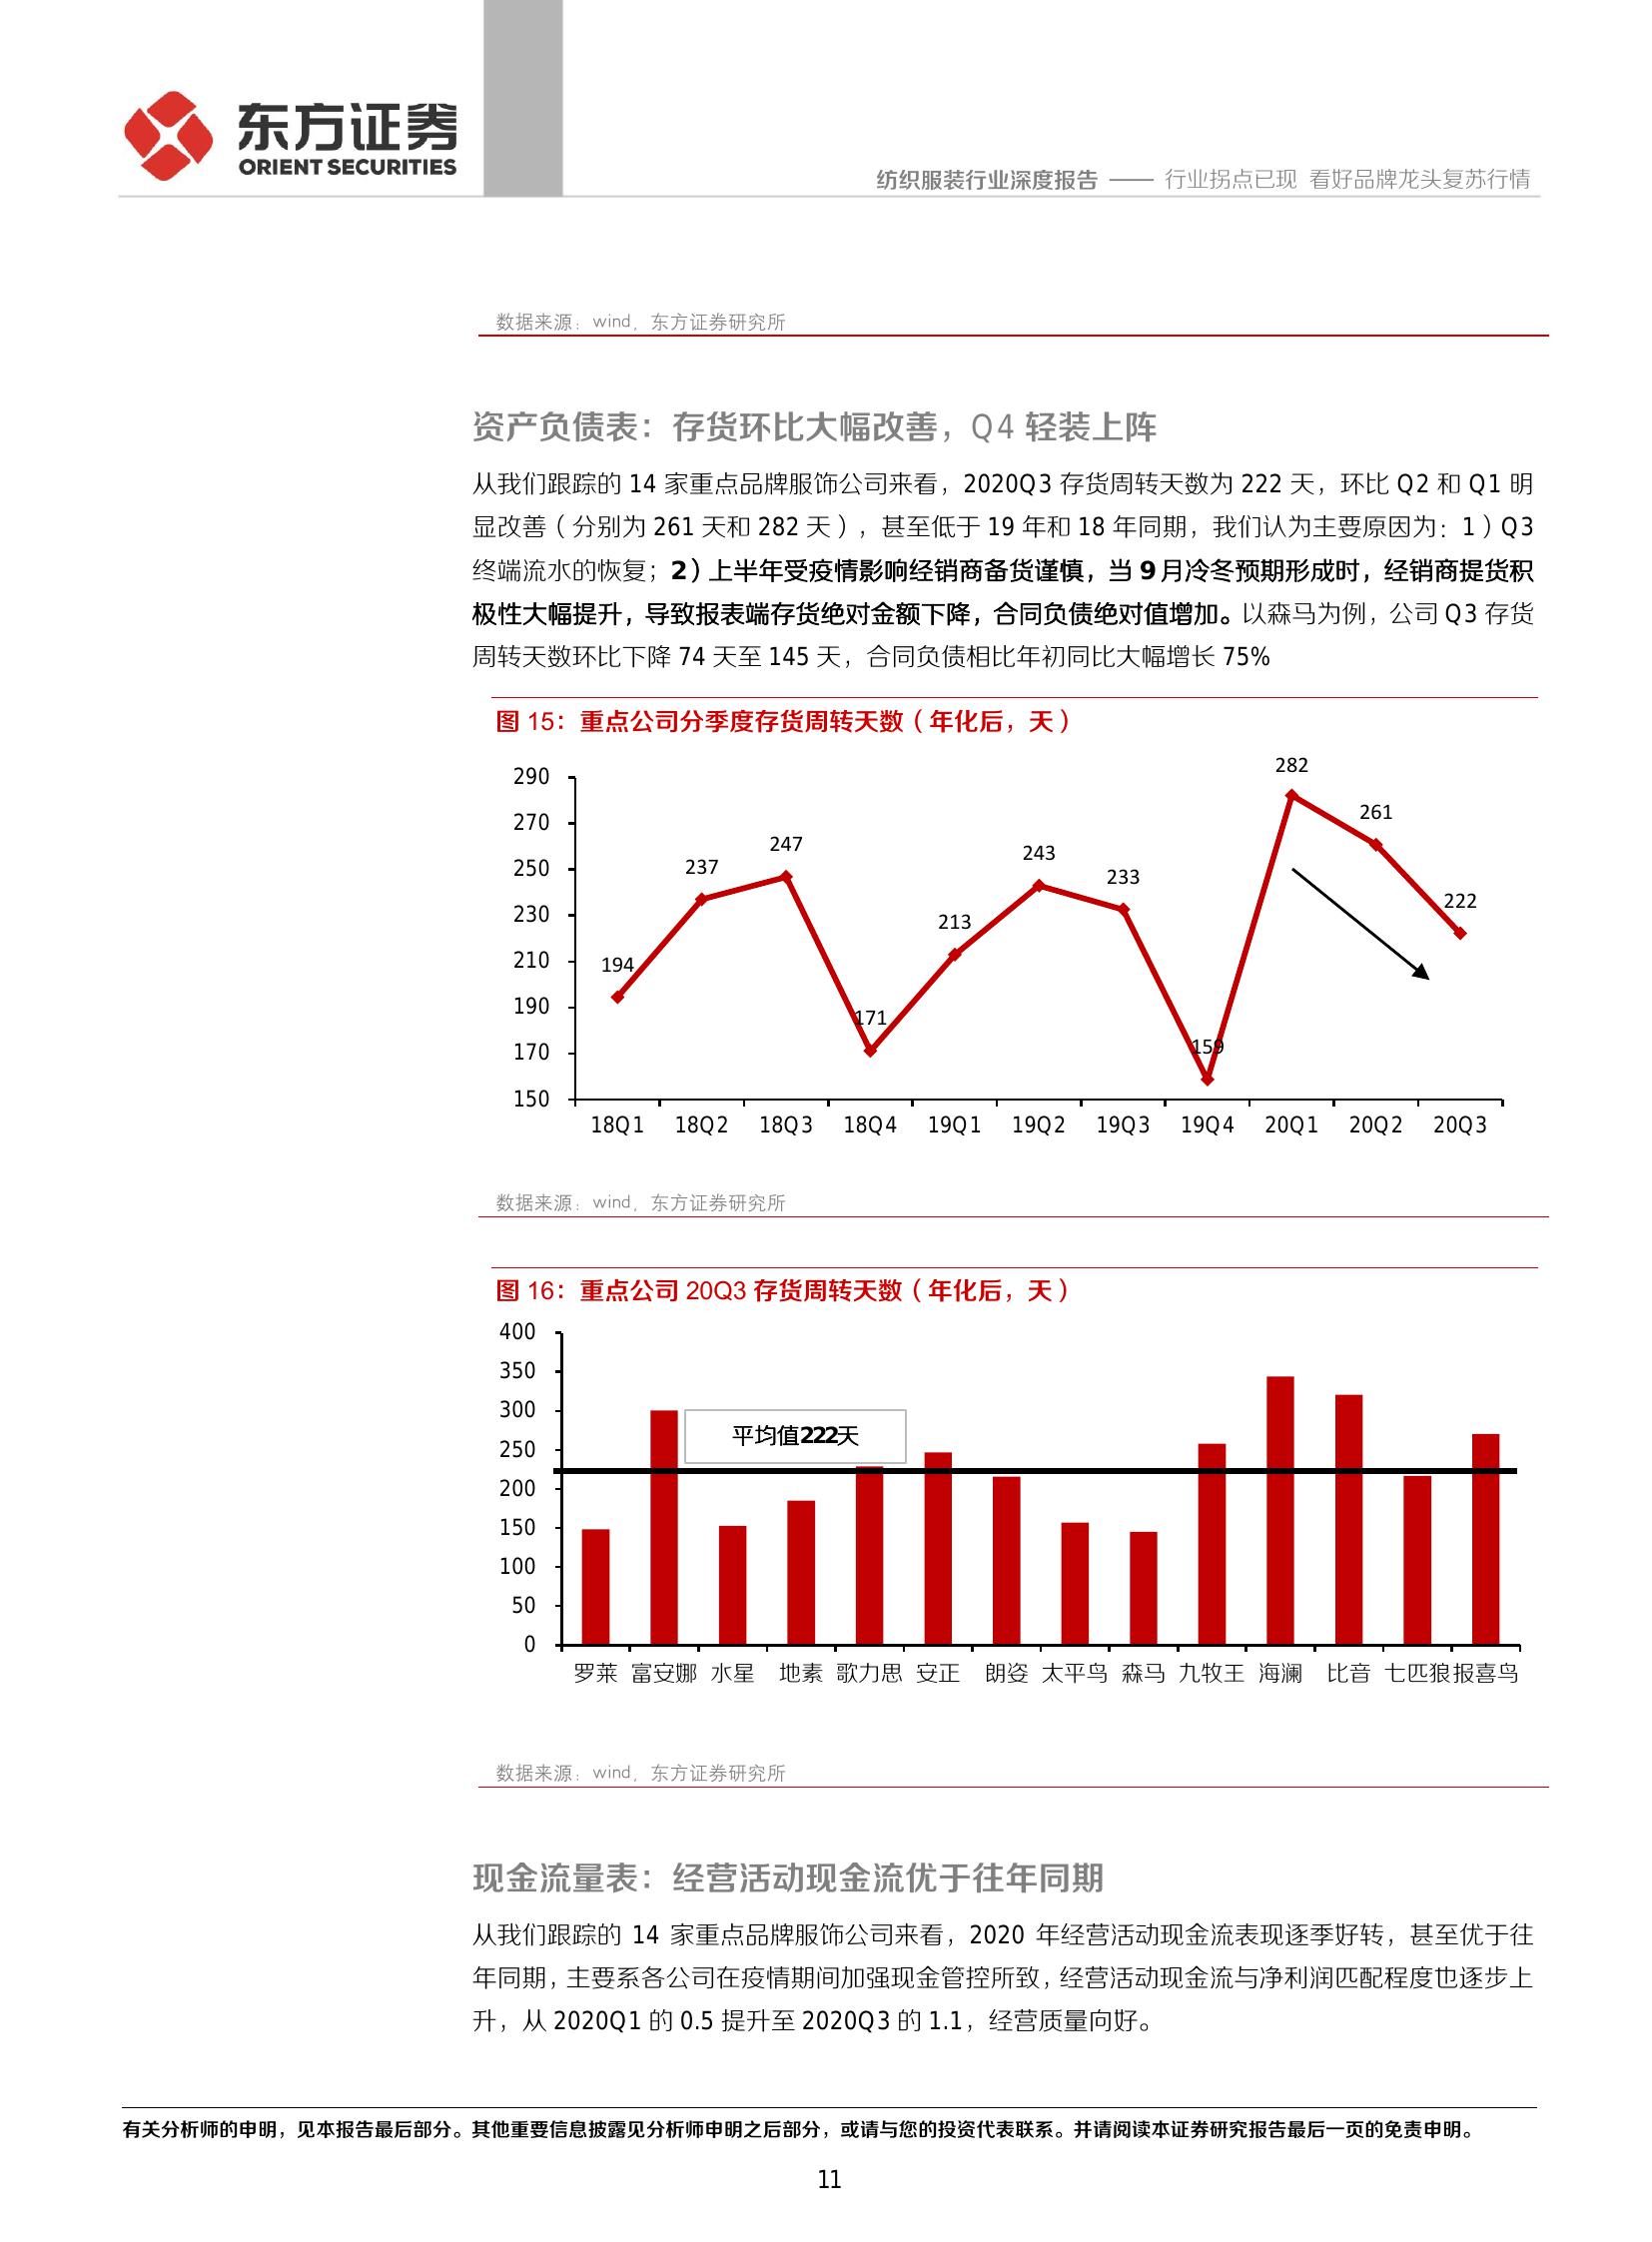 东方证券
ORIENT SECURITIES
纺织服装行业深度报告 —— 行业拐点已现 看好品牌龙头复苏行情
数据来源：wind，东方证券研究所
资产负债表：存货环比大幅改善，Q4 轻装上阵
从我们跟踪的 14 家重点品牌服饰公司来看，2020Q3 存货周转天数为 222 天，环比 Q2 和 Q1 明
显改善（分别为 261 天和 282 天），甚至低于 19 年和 18 年同期，我们认为主要原因为：1）Q3
终端流水的恢复；2）上半年受疫情影响经销商备货谨慎，当 9 月冷冬预期形成时，经销商提货积
极性大幅提升，导致报表端存货绝对金额下降，合同负债绝对值增加。以森马为例，公司 Q3 存货
周转天数环比下降 74 天至 145 天，合同负债相比年初同比大幅增长 75%
图 15：重点公司分季度存货周转天数（年化后，天）
290
270
250
230
210
190
170
150
194
237
247
171
213
243
233
159
282
261
222
18Q1 18Q2 18Q3 18Q4 19Q1 19Q2 19Q3 19Q4 20Q1 20Q2 20Q3
数据来源：wind，东方证券研究所
图 16：重点公司 20Q3 存货周转天数（年化后，天）
400
350
300
250
200
150
100
50
0
平均值222天
罗莱 富安娜 水星 地素 歌力思 安正 朗姿 太平鸟 森马 九牧王 海澜 比音 七匹狼 报喜鸟
数据来源：wind，东方证券研究所
现金流量表：经营活动现金流优于往年同期
从我们跟踪的 14 家重点品牌服饰公司来看，2020 年经营活动现金流表现逐季好转，甚至优于往
年同期，主要系各公司在疫情期间加强现金管控所致，经营活动现金流与净利润匹配程度也逐步上
升，从 2020Q1 的 0.5 提升至 2020Q3 的 1.1，经营质量向好。
有关分析师的申明，见本报告最后部分。其他重要信息披露见分析师申明之后部分，或请与您的投资代表联系。并请阅读本证券研究报告最后一页的免责申明。
11